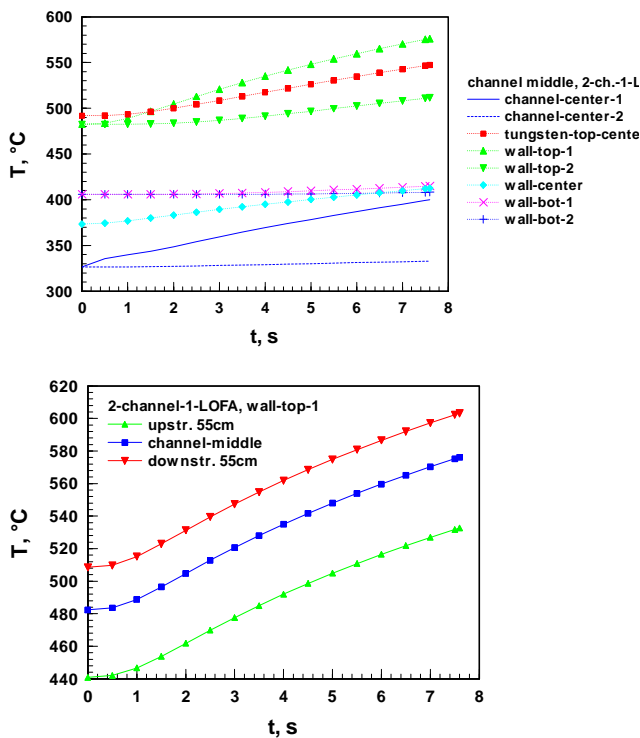 600
550
500
450
400
350
300
T, °C
0 1 2 3 4 5 6 7 8
t, s
channel middle, 2-ch.-1-L
channel-center-1
channel-center-2
tungsten-top-cente
wall-top-1
wall-top-2
wall-center
wall-bot-1
wall-bot-2
620
600
580
560
540
520
500
480
460
440
T, °C
2-channel-1-LOFA, wall-top-1
upstr. 55cm
channel-middle
downstr. 55cm
0 1 2 3 4 5 6 7 8
t, s